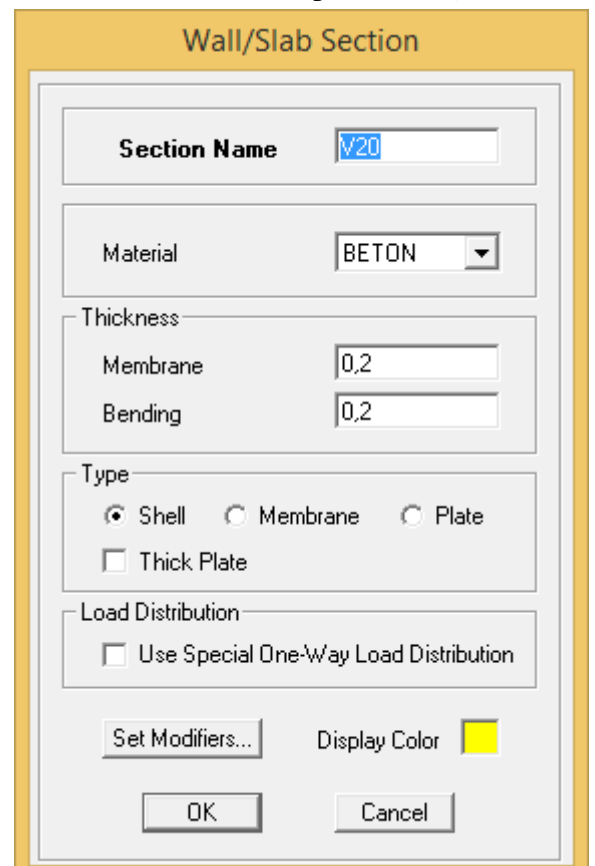 Wall/Slab Section
Section Name V20
Material BETON
Thickness
Membrane 0,2
Bending 0,2
Type
Shell Membrane Plate
Thick Plate
Load Distribution
Use Special One-Way Load Distribution
Set Modifiers... Display Color
OK Cancel